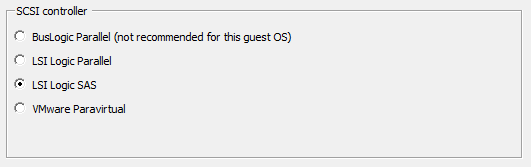 SCSI controller
BusLogic Parallel (not recommended for this guest OS)
LSI Logic Parallel
LSI Logic SAS
VMware Paravirtual